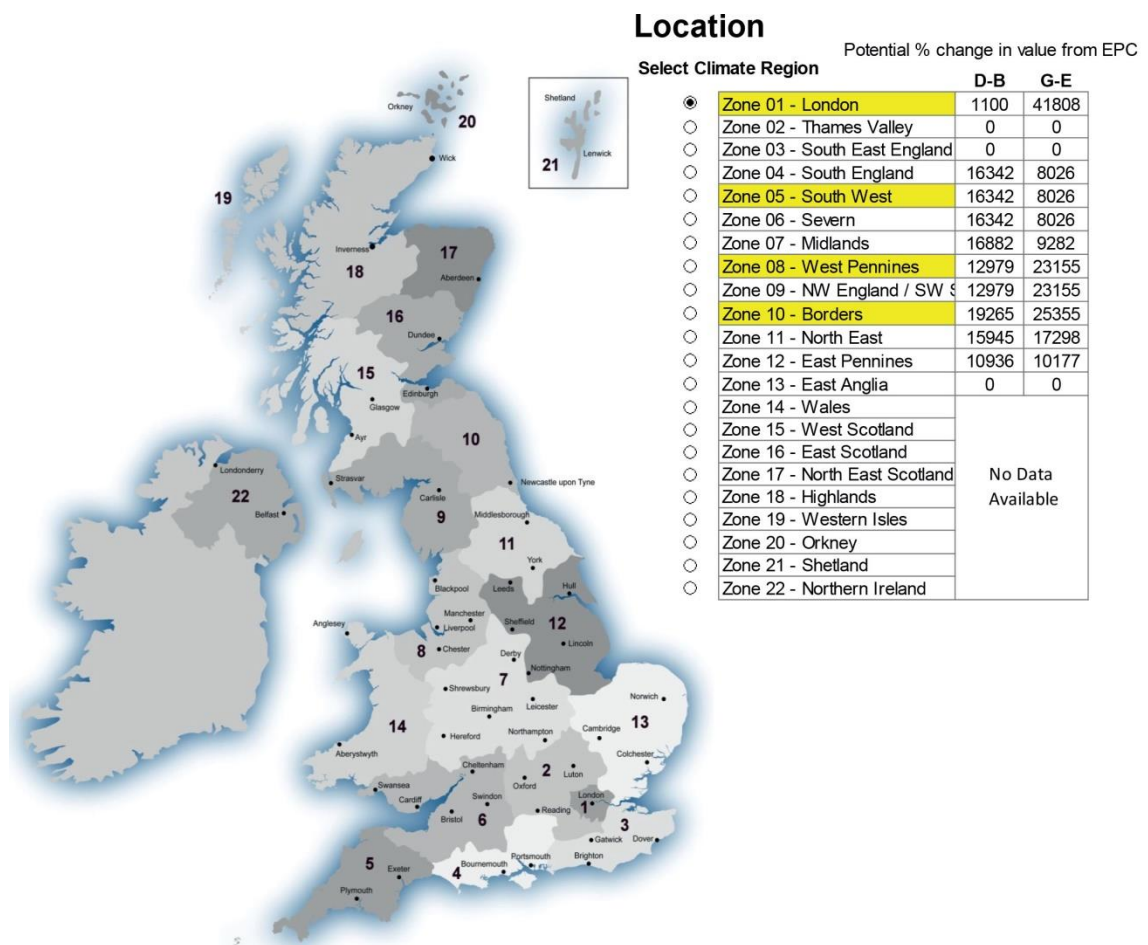 Location
Potential % change in value from EPC
Select Climate Region
D-B G-E
Zone 01 - London 1100 41808
Zone 02 - Thames Valley 0 0
Zone 03 - South East England 0 0
Zone 04 - South England 16342 8026
Zone 05 - South West 16342 8026
Zone 06 - Severn 16342 8026
Zone 07 - Midlands 16882 9282
Zone 08 - West Pennines 12979 23155
Zone 09 - NW England / SW S 12979 23155
Zone 10 - Borders 19265 25355
Zone 11 - North East 15945 17298
Zone 12 - East Pennines 10936 10177
Zone 13 - East Anglia 0 0
Zone 14 - Wales
Zone 15 - West Scotland
Zone 16 - East Scotland
Zone 17 - North East Scotland
Zone 18 - Highlands
Zone 19 - Western Isles
Zone 20 - Orkney
Zone 21 - Shetland
Zone 22 - Northern Ireland
No Data
Available
Shetland
Orkney
20
Lenwick
21
Wick
19
Inverness
17
18
Aberdeen
16
Dundee
15
Edinburgh
Glasgow
10
Ayr
Londonderry
Strasvar
Newcastle upon Tyne
22
Carlisle
Belfast
9
Middlesborough
11
York
Blackpool
Leeds
Hull
Manchester
Anglesey
Liverpool
Sheffield
12
Lincoln
8
Chester
Derby
7
Nottingham
Shrewsbury
Leicester
Norwich
Birmingham
13
14
Hereford
Northampton
Cambridge
Aberystwyth
Colchester
Cheltenham
2
Luton
Oxford
Swansea
Swindon
London
Cardiff
1
Reading
Bristol
6
3
Gatwick
Dover
Portsmouth
Brighton
5
Bournemouth
4
Exeter
Plymouth